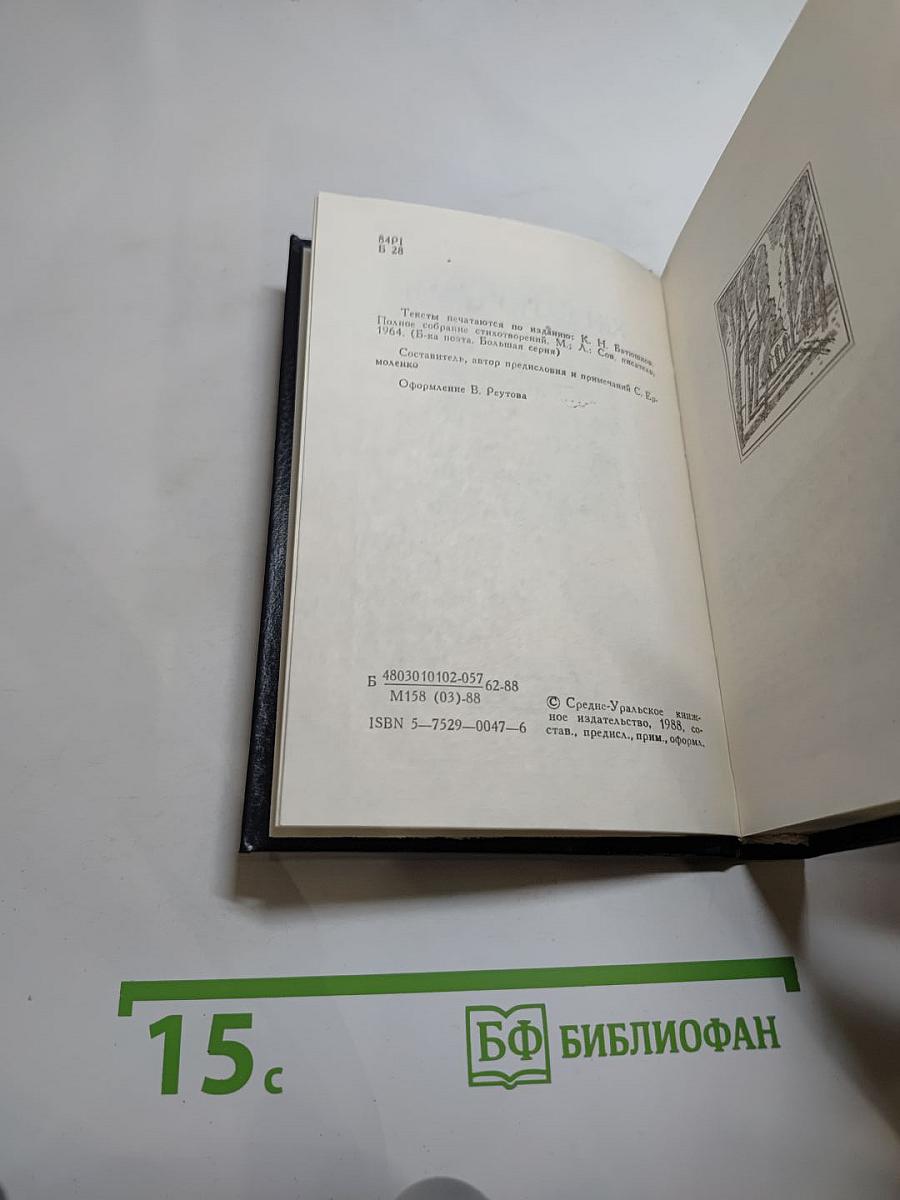 84Р1
Б 28
Тексты печатаются по изданию: К. Н. Батюшков.
Полное собрание стихотворений. М.; Л.: Сов. писатель,
1964. (Б-ка поэта. Большая серия)
Составитель, автор предисловия и примечаний С. Ер-
моленко
Оформление В. Реутова
Б 4803010102-057 62-88
М158 (03)-88
ISBN 5—7529—0047—6
© Средне-Уральское книж-
ное издательство, 1988, со-
став., предисл., прим., оформл.
15 с
БФ БИБЛИОФАН